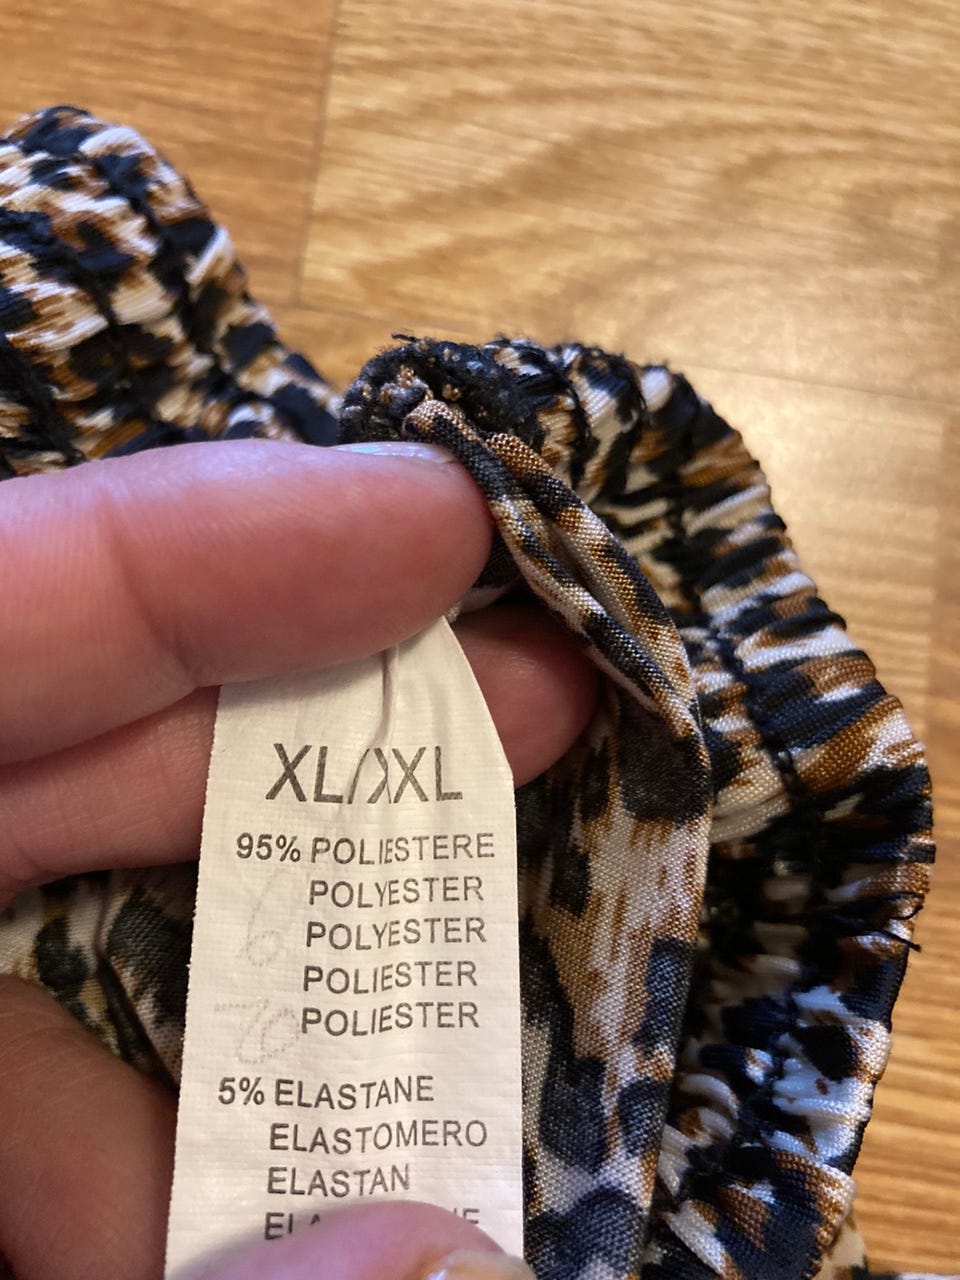 XL/XXL
95% POLIESTERE
POLYESTER
POLYESTER
POLIESTER
POLIESTER
5% ELASTANE
ELASTOMERO
ELASTAN